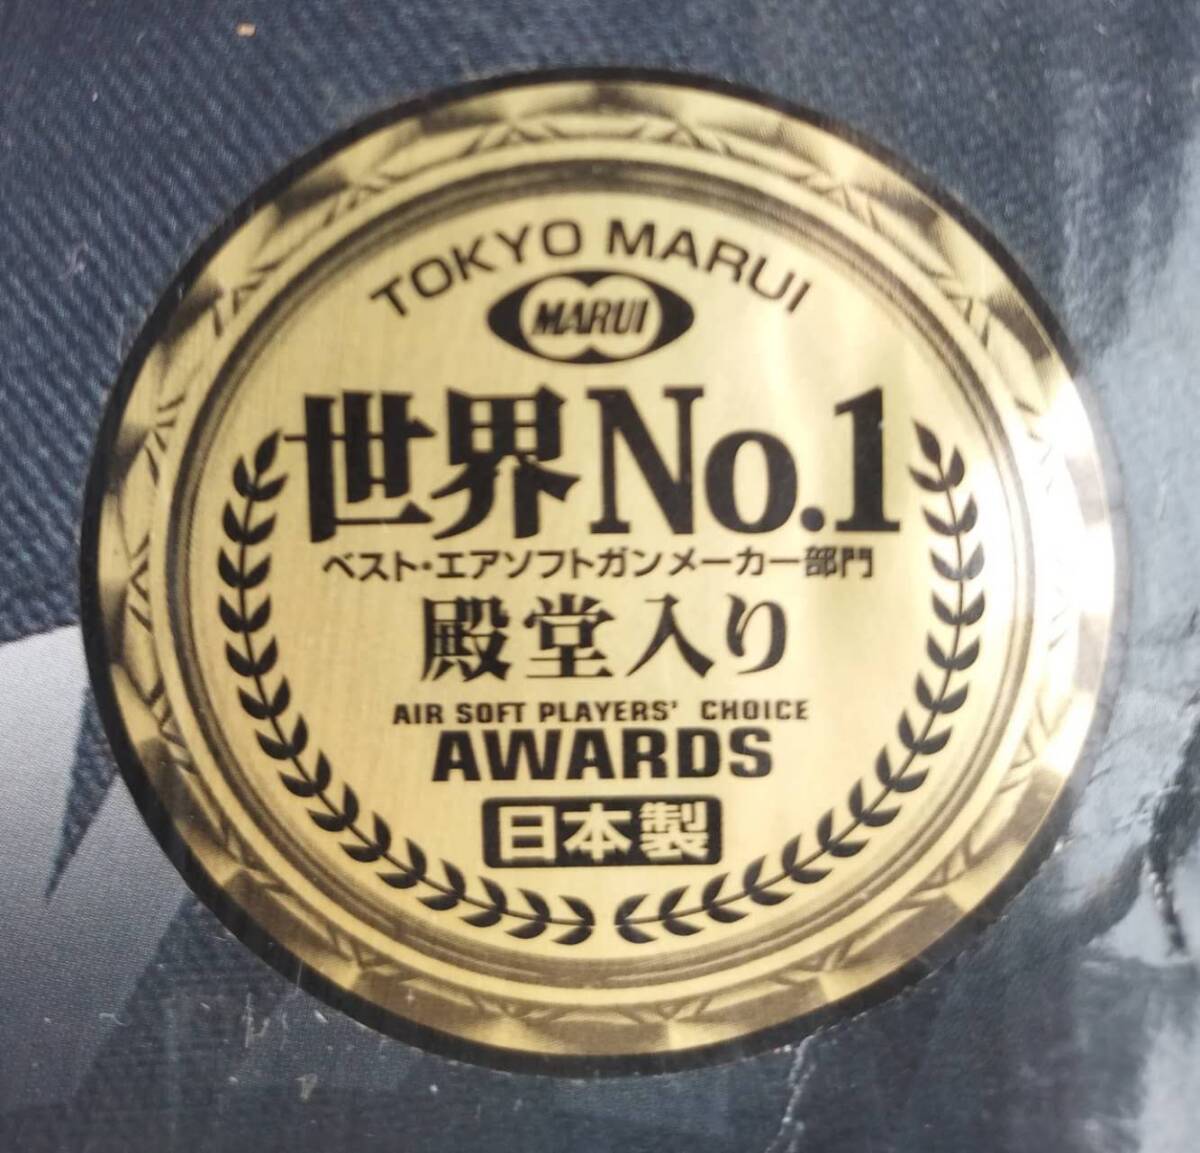 TOKYO MARUI
MARUI
世界No.1
ベスト・エアソフトガンメーカー部門
殿堂入り
AIR SOFT PLAYERS' CHOICE
AWARDS
日本製